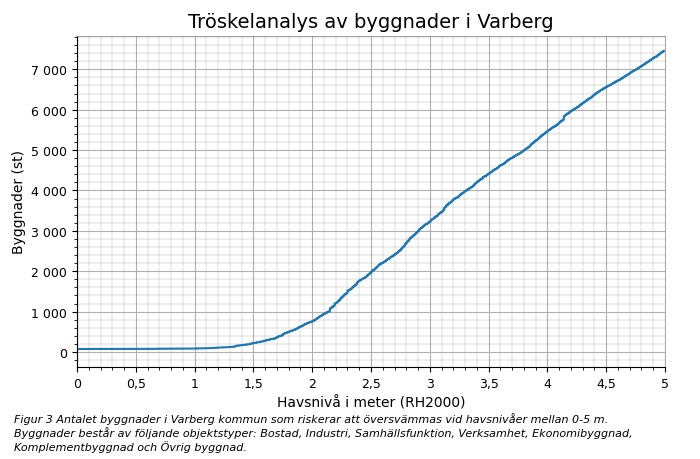 Tröskelanalys av byggnader i Varberg
Byggnader (st)
7 000
6 000
5 000
4 000
3 000
2 000
1 000
0
0 0,5 1 1,5 2 2,5 3 3,5 4 4,5 5
Havsnivå i meter (RH2000)
Figur 3 Antalet byggnader i Varberg kommun som riskerar att översvämmas vid havsnivåer mellan 0-5 m.
Byggnader består av följande objektstyper: Bostad, Industri, Samhällsfunktion, Verksamhet, Ekonomibyggnad,
Komplementbyggnad och Övrig byggnad.